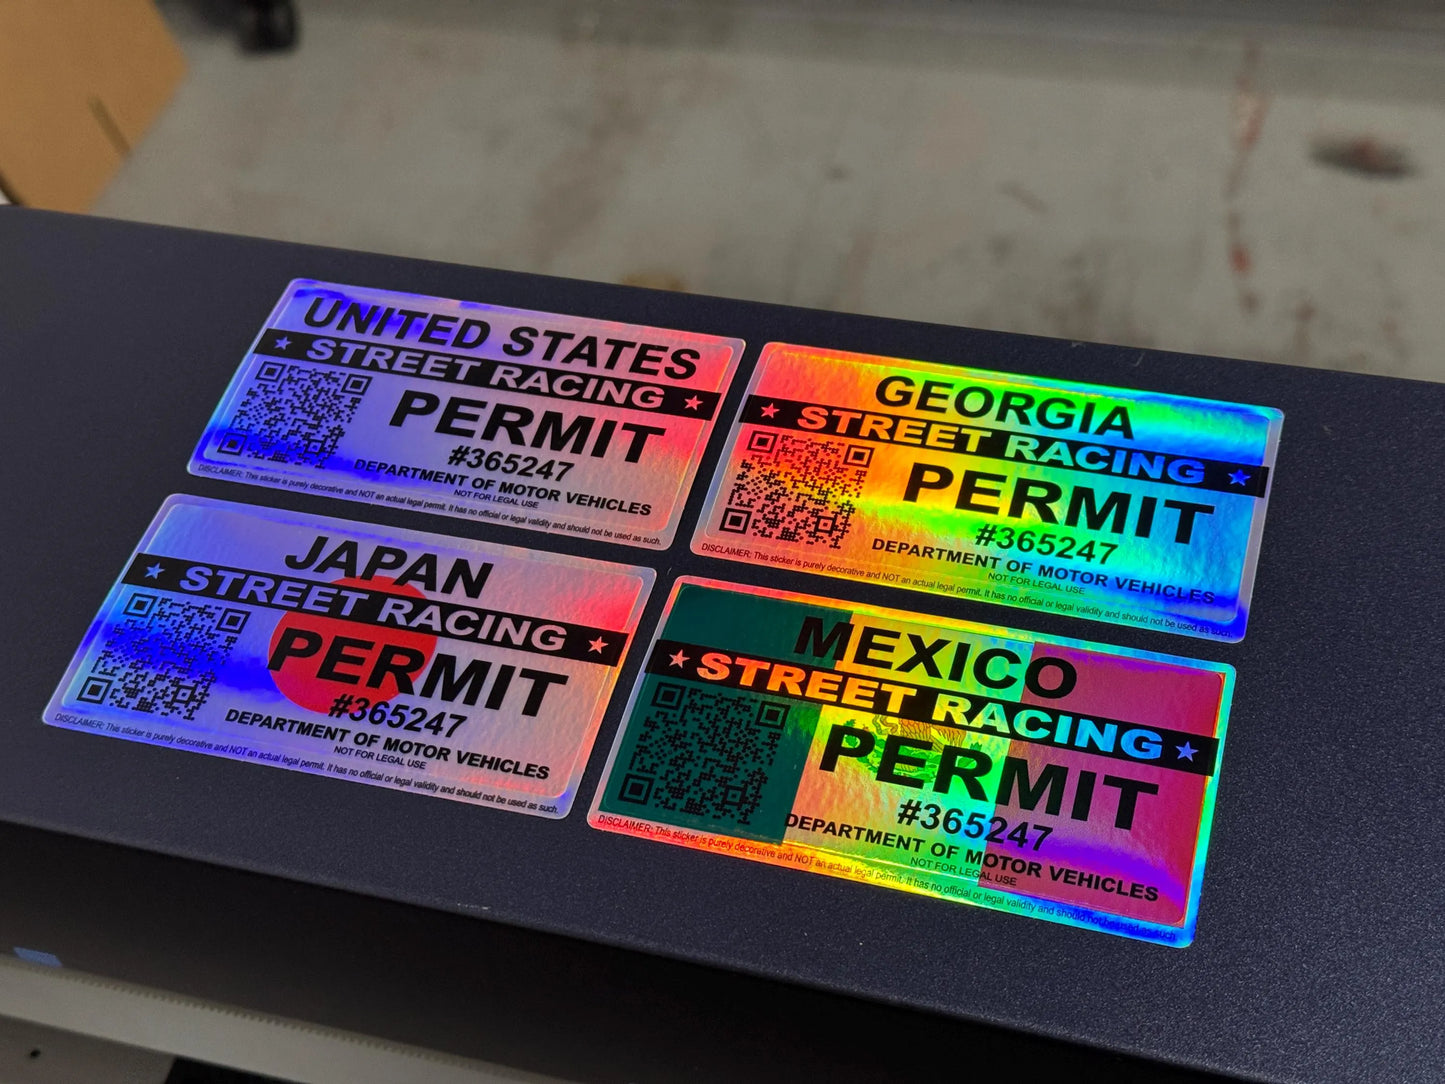 UNITED STATES
STREET RACING
PERMIT
#365247
DEPARTMENT OF MOTOR VEHICLES
NOT FOR LEGAL USE
DISCLAIMER: This sticker is purely decorative and NOT an actual legal permit. It has no official or legal validity and should not be used as such.
GEORGIA
STREET RACING
PERMIT
#365247
DEPARTMENT OF MOTOR VEHICLES
NOT FOR LEGAL USE
DISCLAIMER: This sticker is purely decorative and NOT an actual legal permit. It has no official or legal validity and should not be used as such.
JAPAN
STREET RACING
PERMIT
#365247
DEPARTMENT OF MOTOR VEHICLES
NOT FOR LEGAL USE
DISCLAIMER: This sticker is purely decorative and NOT an actual legal permit. It has no official or legal validity and should not be used as such.
MEXICO
STREET RACING
PERMIT
#365247
DEPARTMENT OF MOTOR VEHICLES
NOT FOR LEGAL USE
DISCLAIMER: This sticker is purely decorative and NOT an actual legal permit. It has no official or legal validity and should not be used as such.